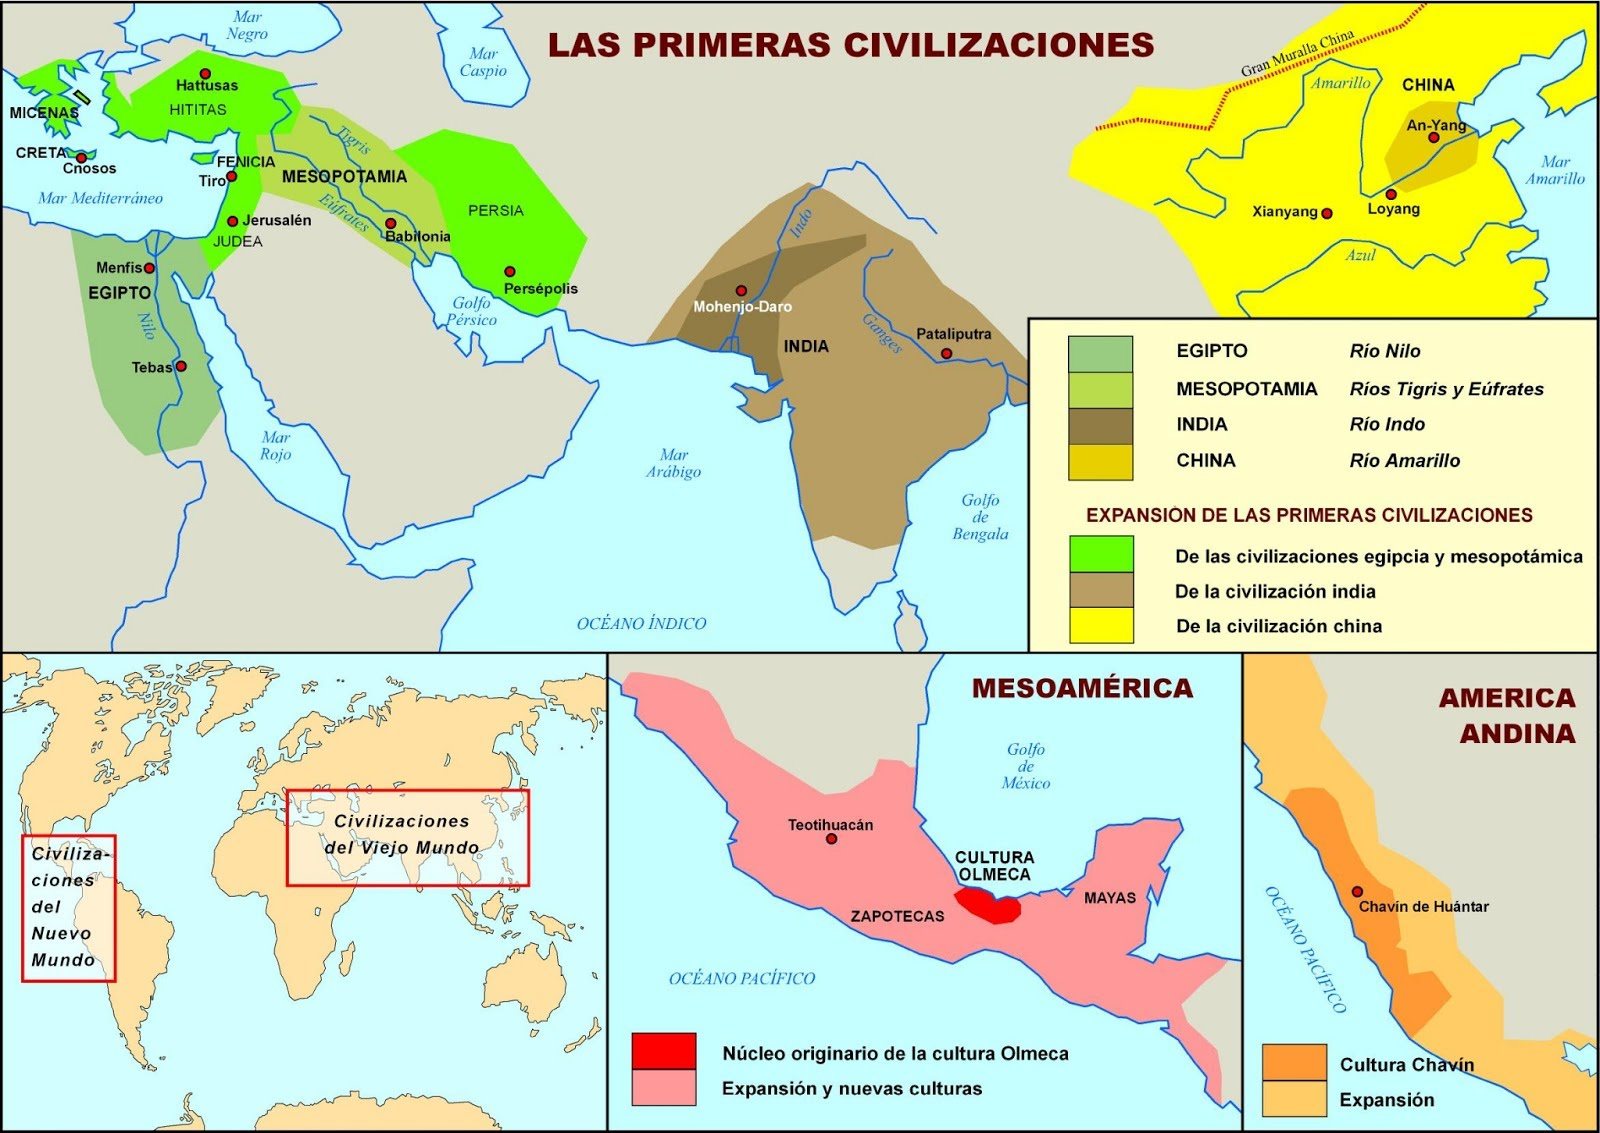 LAS PRIMERAS CIVILIZACIONES
Mar
Negro
Mar
Caspio
Gran Muralla China
Amarillo
CHINA
An-Yang
Mar
Amarillo
Xianyang
Loyang
Azul
Hattusas
HITITAS
MICENAS
CRETA
Cnosos
FENICIA
Tiro
Mar Mediterráneo
Jerusalén
JUDEA
Tigris
MESOPOTAMIA
Eúfrates
Babilonia
PERSIA
Persépolis
Golfo
Pérsico
Menfis
EGIPTO
Nilo
Tebas
Mar
Rojo
Indo
Mohenjo-Daro
INDIA
Ganges
Pataliputra
Mar
Arábigo
Golfo
de
Bengala
OCÉANO ÍNDICO
EGIPTO Río Nilo
MESOPOTAMIA Ríos Tigris y Eúfrates
INDIA Río Indo
CHINA Río Amarillo
EXPANSIÓN DE LAS PRIMERAS CIVILIZACIONES
De las civilizaciones egipcia y mesopotámica
De la civilización india
De la civilización china
Civilizaciones
del Viejo Mundo
Civiliza-
ciones
del
Nuevo
Mundo
MESOAMÉRICA
Golfo
de
México
Teotihuacán
CULTURA
OLMECA
ZAPOTECAS
MAYAS
OCÉANO PACÍFICO
Núcleo originario de la cultura Olmeca
Expansión y nuevas culturas
AMERICA
ANDINA
Chavín de Huántar
OCÉANO PACÍFICO
Cultura Chavín
Expansión